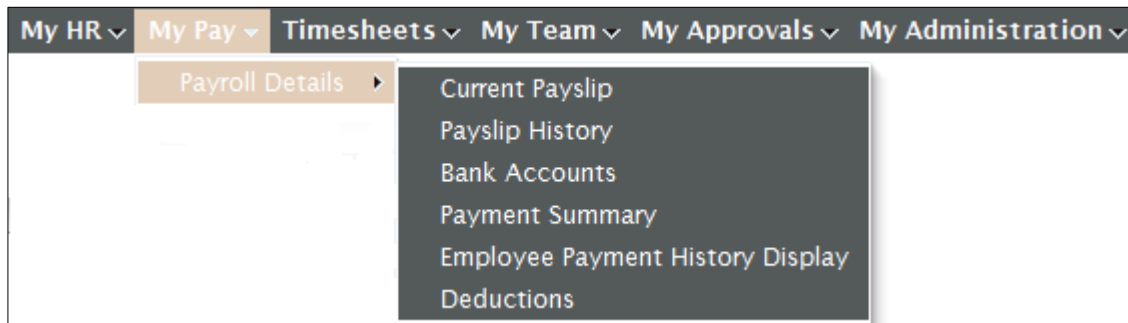 My HR My Pay Timesheets My Team My Approvals My Administration
Payroll Details
Current Payslip
Payslip History
Bank Accounts
Payment Summary
Employee Payment History Display
Deductions